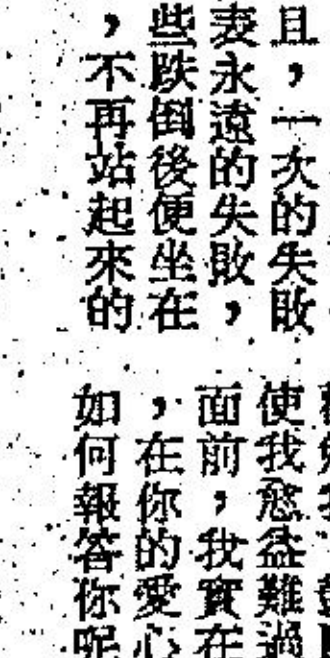 且，一次的失敗
表永遠的失敗，
些跌倒後便坐在
，不再站起來的
使我愈益難過
面前，我實在
，在你的愛心
如何報答你呢